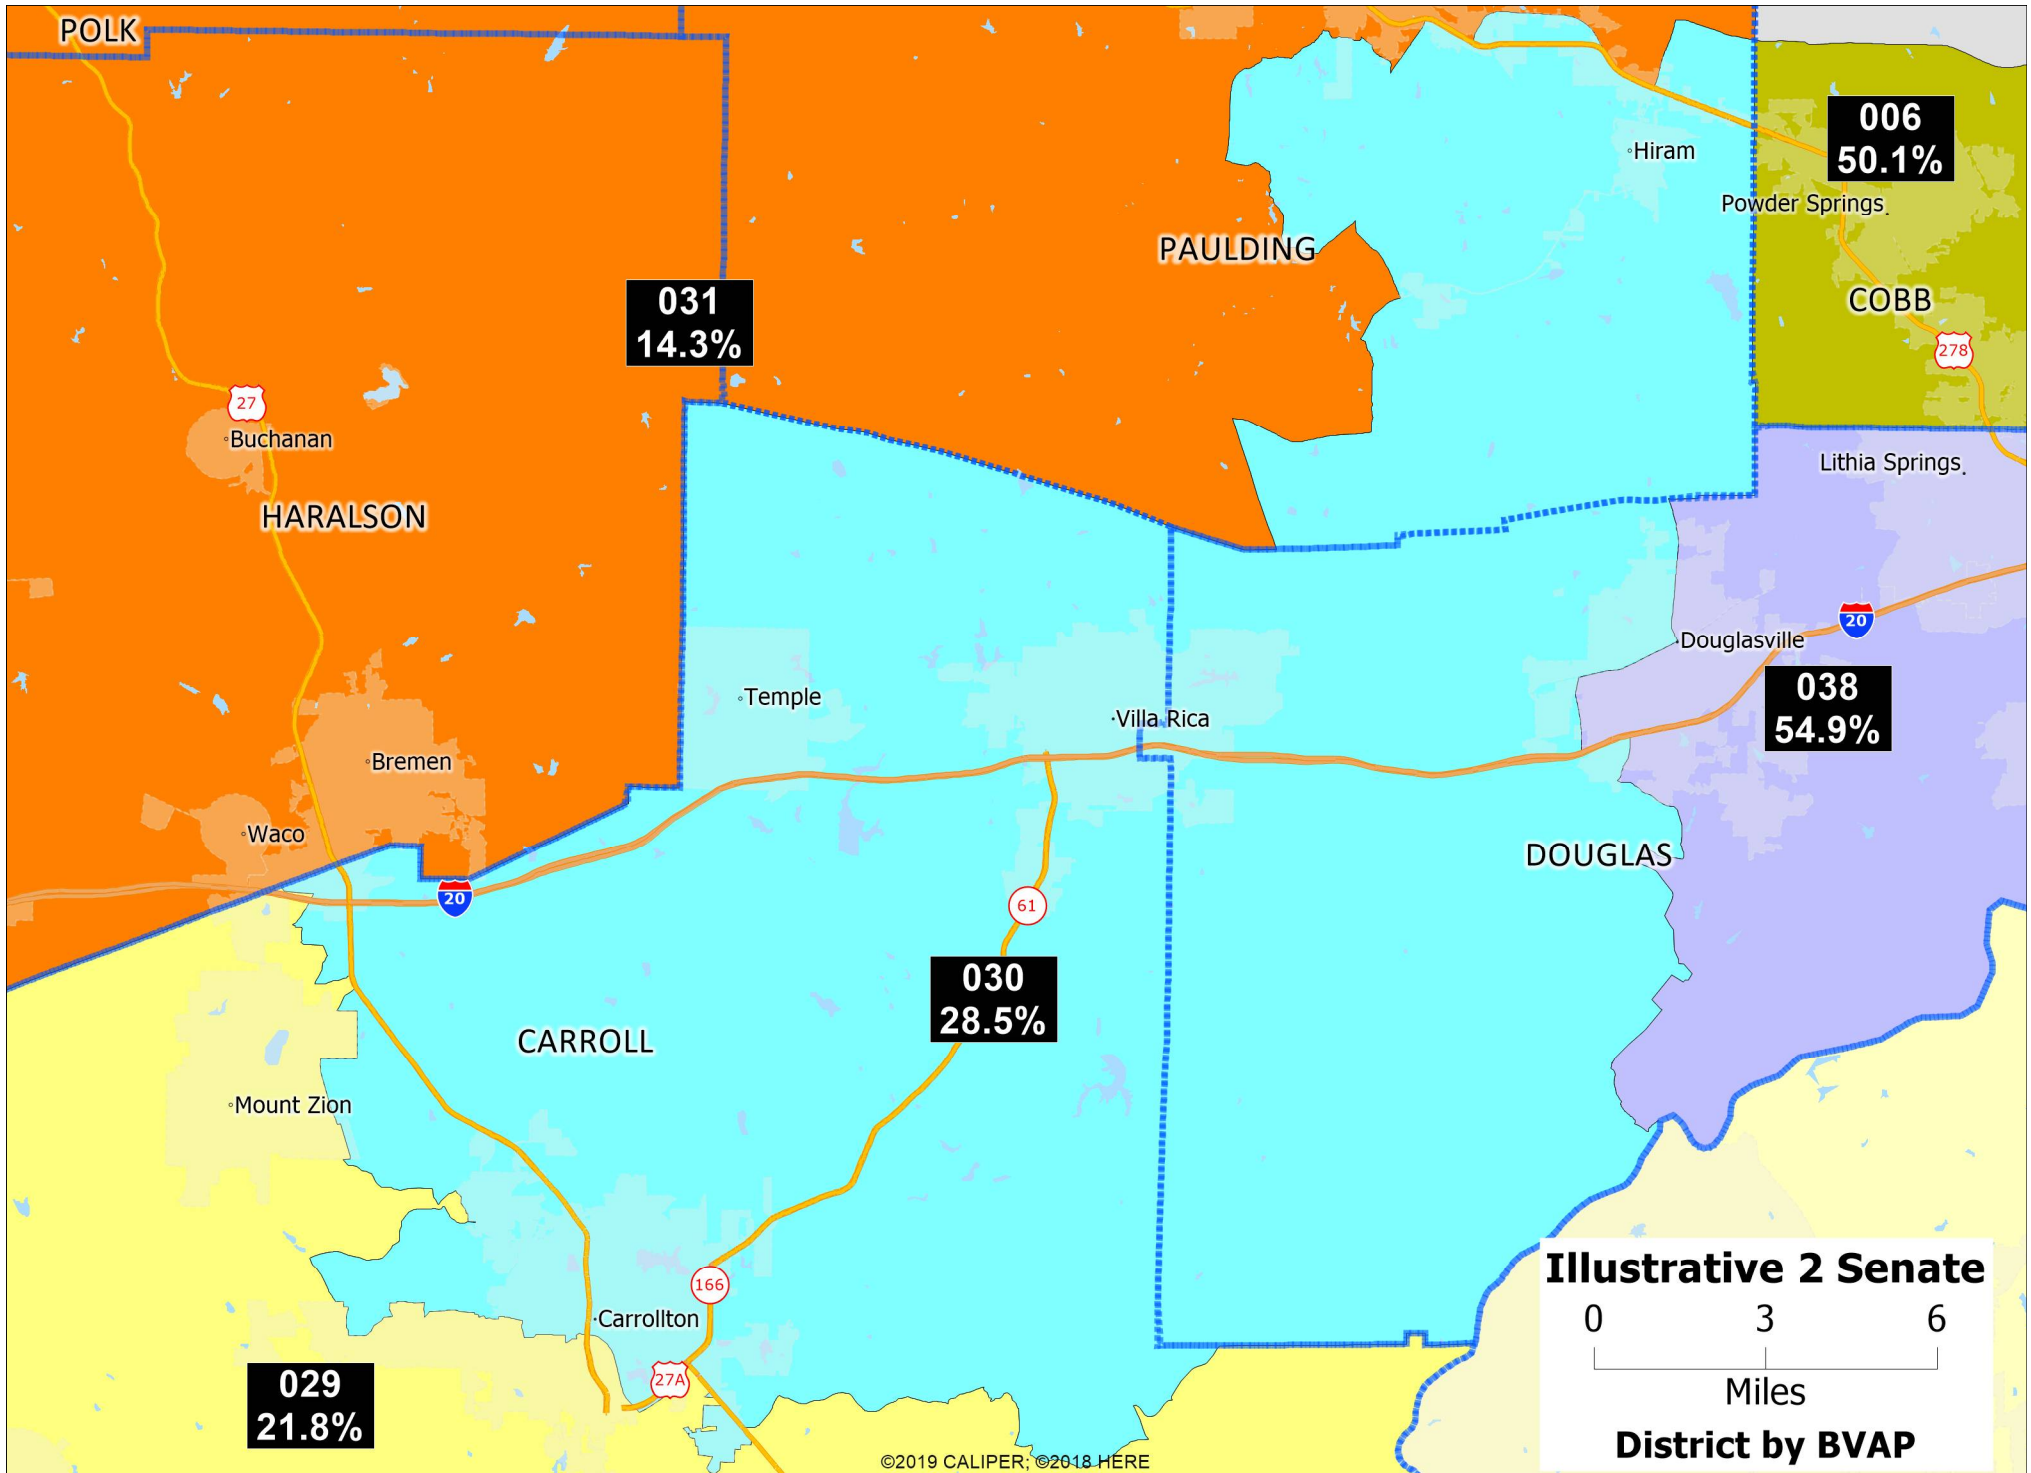 POLK
006
50.1%
Hiram
Powder Springs
PAULDING
COBB
031
14.3%
278
27
Buchanan
Lithia Springs
HARALSON
20
Douglasville
038
54.9%
Temple
Villa Rica
Bremen
Waco
DOUGLAS
20
61
030
28.5%
CARROLL
Mount Zion
166
Carrollton
27A
029
21.8%
Illustrative 2 Senate
0 3 6
Miles
District by BVAP
©2019 CALIPER; ©2018 HERE